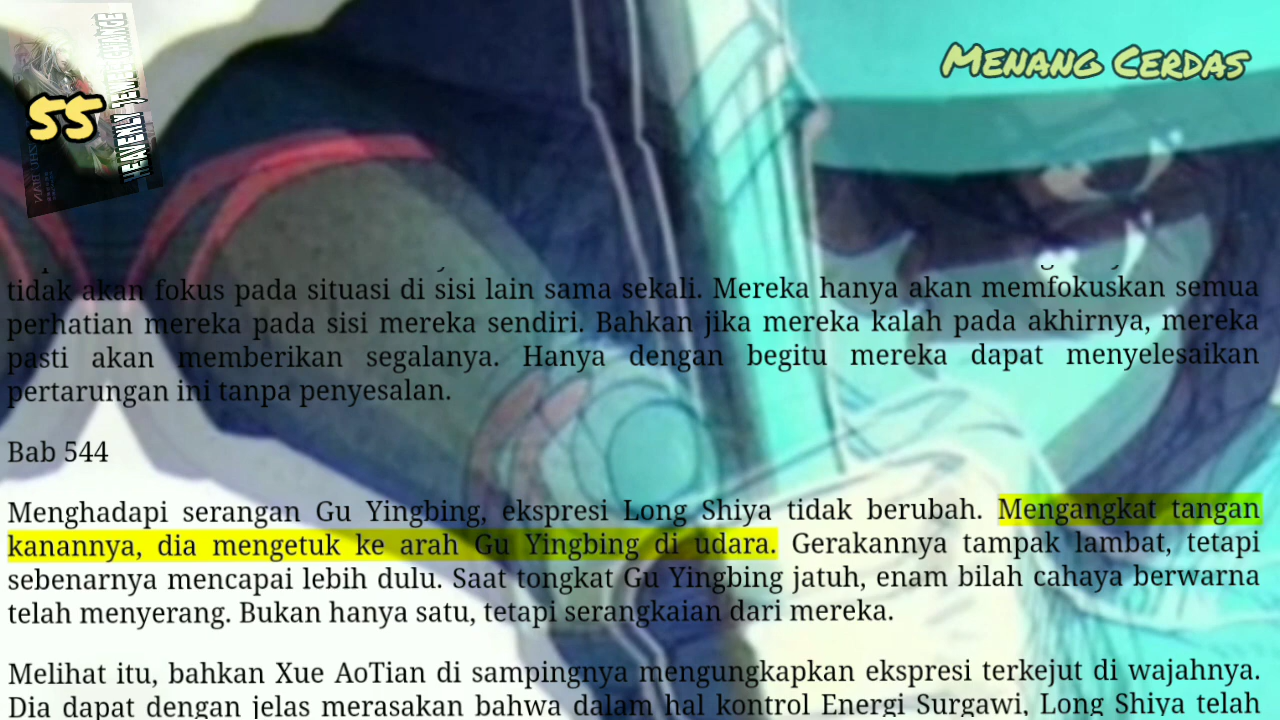 HEAVENLY JEWEL CHANGE
55
Menang Cerdas
tidak akan fokus pada situasi di sisi lain sama sekali. Mereka hanya akan memfokuskan semua
perhatian mereka pada sisi mereka sendiri. Bahkan jika mereka kalah pada akhirnya, mereka
pasti akan memberikan segalanya. Hanya dengan begitu mereka dapat menyelesaikan
pertarungan ini tanpa penyesalan.
Bab 544
Menghadapi serangan Gu Yingbing, ekspresi Long Shiya tidak berubah. Mengangkat tangan
kanannya, dia mengetuk ke arah Gu Yingbing di udara. Gerakannya tampak lambat, tetapi
sebenarnya mencapai lebih dulu. Saat tongkat Gu Yingbing jatuh, enam bilah cahaya berwarna
telah menyerang. Bukan hanya satu, tetapi serangkaian dari mereka.
Melihat itu, bahkan Xue AoTian di sampingnya mengungkapkan ekspresi terkejut di wajahnya.
Dia dapat dengan jelas merasakan bahwa dalam hal kontrol Energi Surgawi, Long Shiya telah